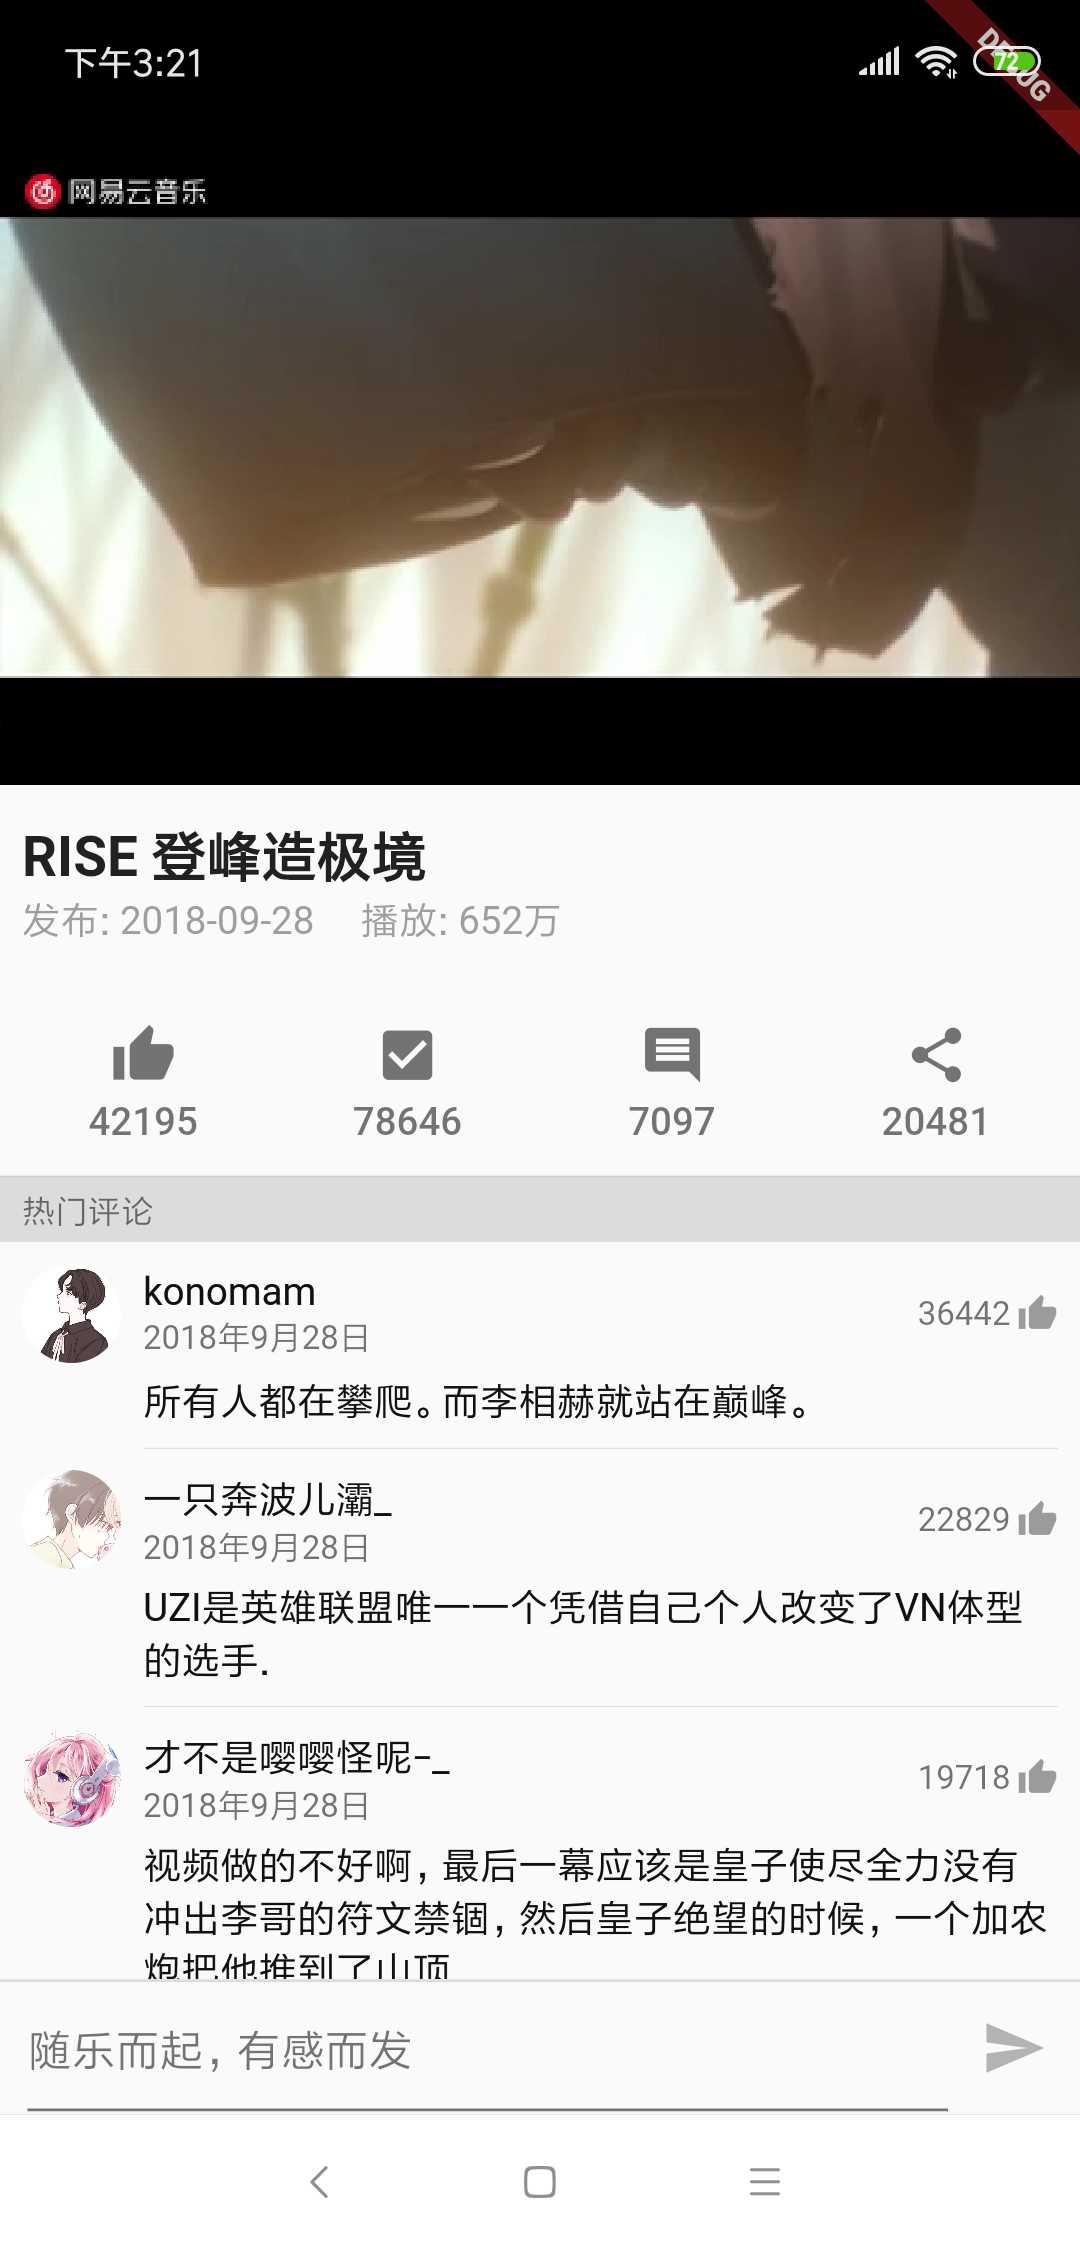 下午3:21
72
DEBUG
网易云音乐
RISE 登峰造极境
发布: 2018-09-28 播放: 652万
42195 78646 7097 20481
热门评论
konomam
36442
2018年9月28日
所有人都在攀爬。而李相赫就站在巅峰。
一只奔波儿灞_
22829
2018年9月28日
UZI是英雄联盟唯一一个凭借自己个人改变了VN体型
的选手.
才不是嘤嘤怪呢-_
19718
2018年9月28日
视频做的不好啊, 最后一幕应该是皇子使尽全力没有
冲出李哥的符文禁锢, 然后皇子绝望的时候, 一个加农
炮把他推到了山顶
随乐而起, 有感而发